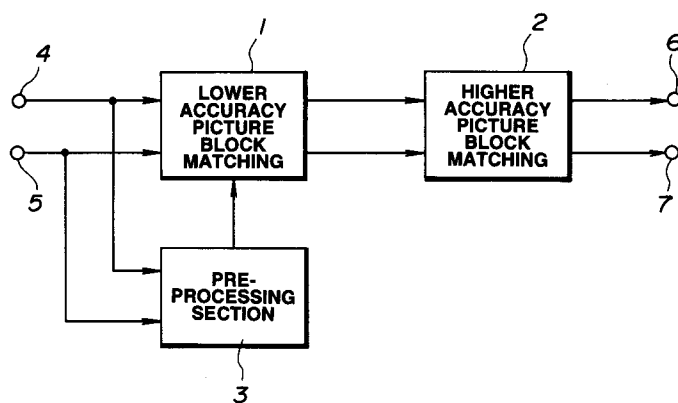 1
2
4
5
6
7
LOWER
ACCURACY
PICTURE
BLOCK
MATCHING
HIGHER
ACCURACY
PICTURE
BLOCK
MATCHING
PRE-
PROCESSING
SECTION
3